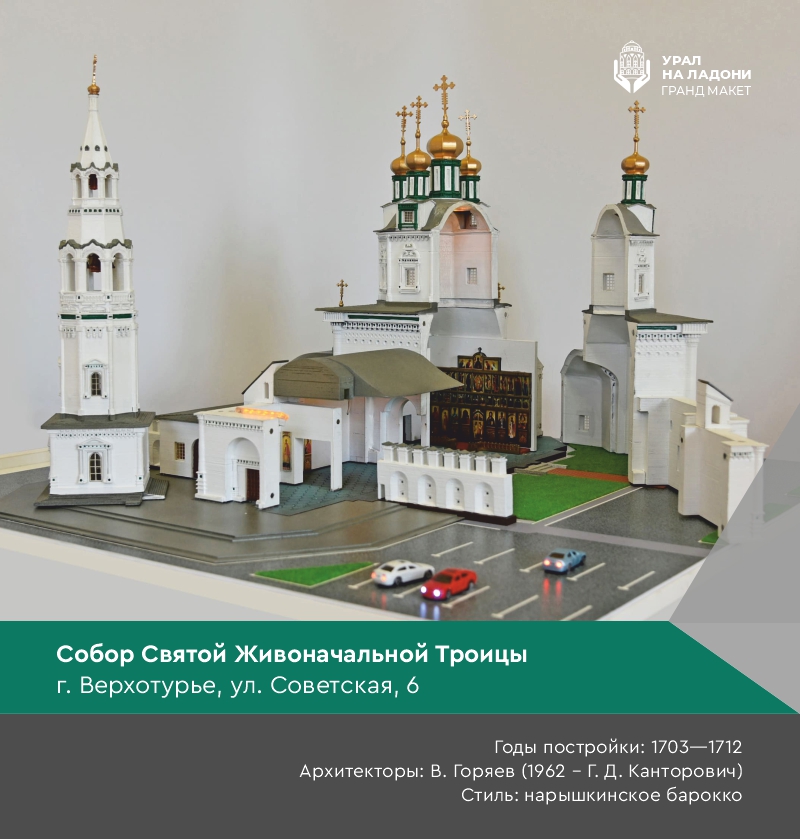 УРАЛ
НА ЛАДОНИ
ГРАНД МАКЕТ
Собор Святой Живоначальной Троицы
г. Верхотурье, ул. Советская, 6
Годы постройки: 1703—1712
Архитекторы: В. Горяев (1962 – Г. Д. Канторович)
Стиль: нарышкинское барокко